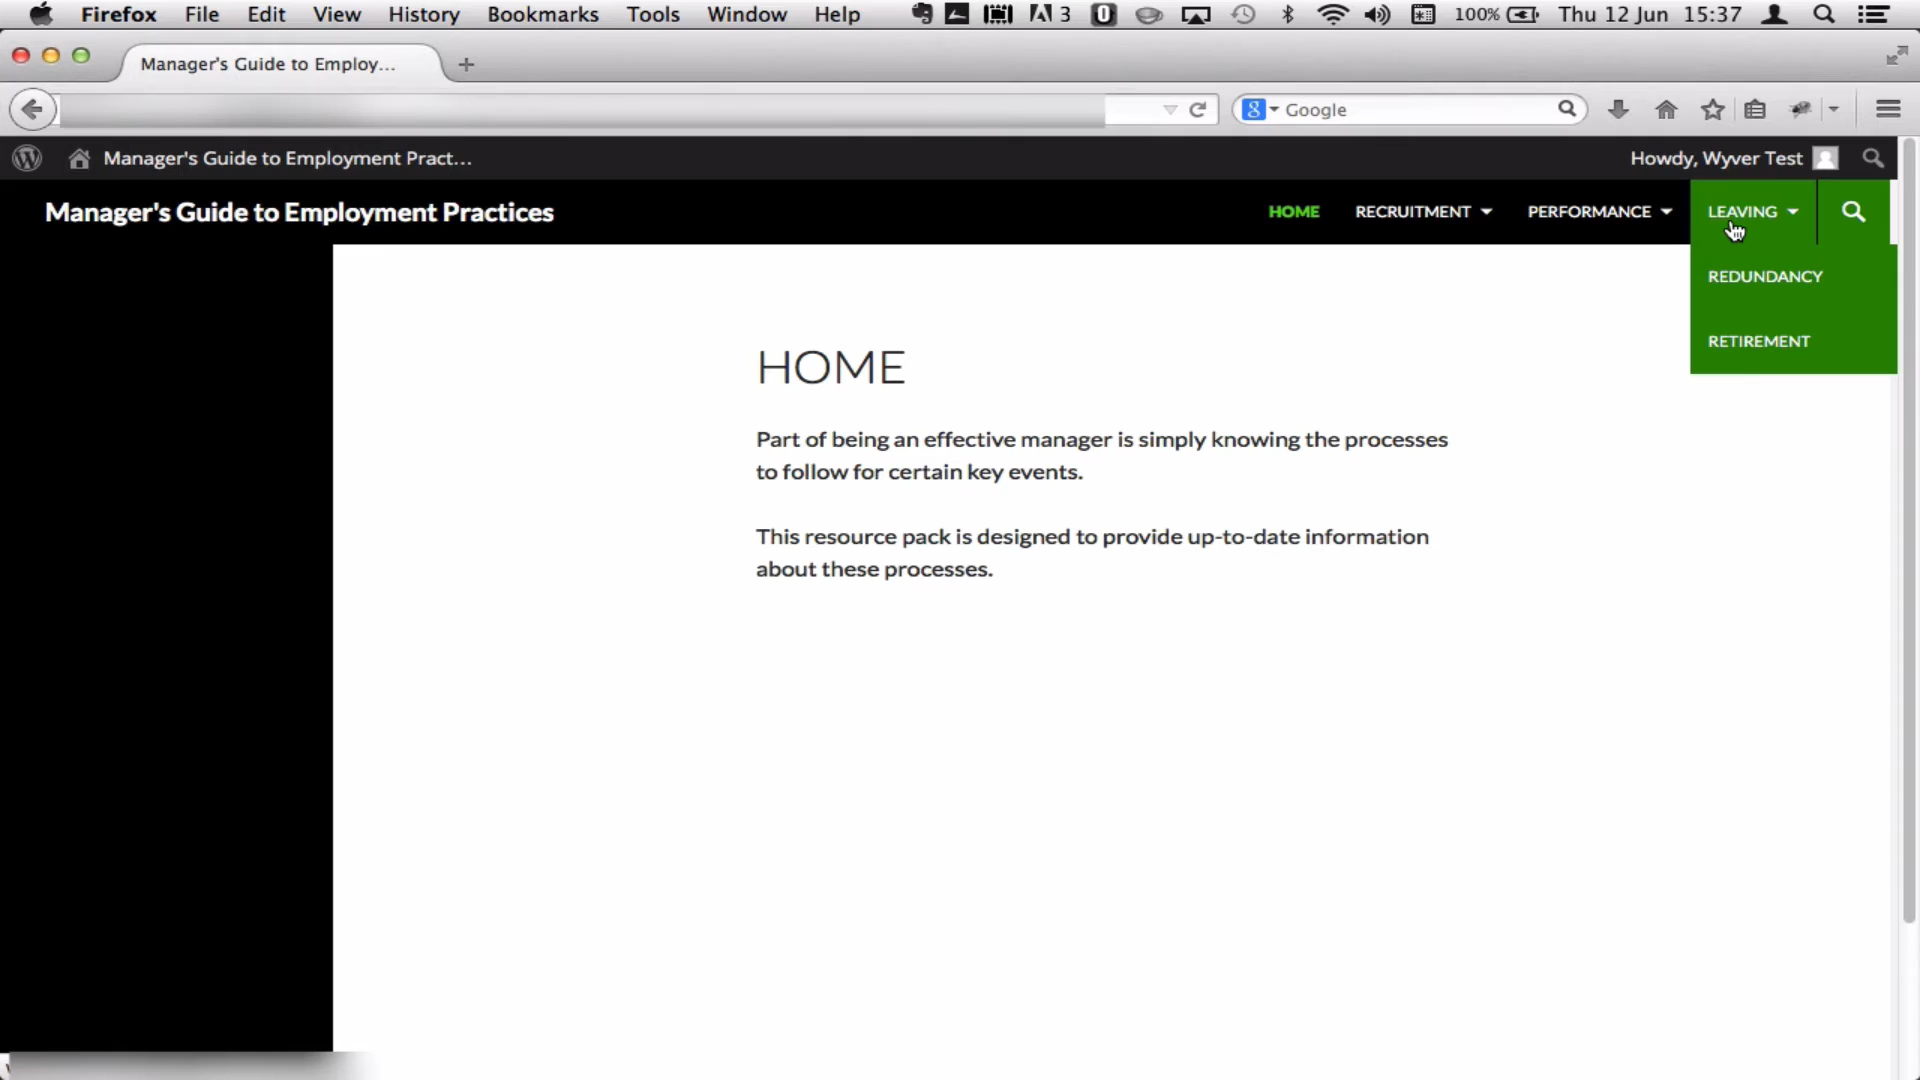 Firefox File Edit View History Bookmarks Tools Window Help 3 100% Thu 12 Jun 15:37
Manager's Guide to Employ...
Google
Manager's Guide to Employment Pract... Howdy, Wyver Test
Manager's Guide to Employment Practices HOME RECRUITMENT PERFORMANCE LEAVING
REDUNDANCY
RETIREMENT
HOME
Part of being an effective manager is simply knowing the processes
to follow for certain key events.
This resource pack is designed to provide up-to-date information
about these processes.